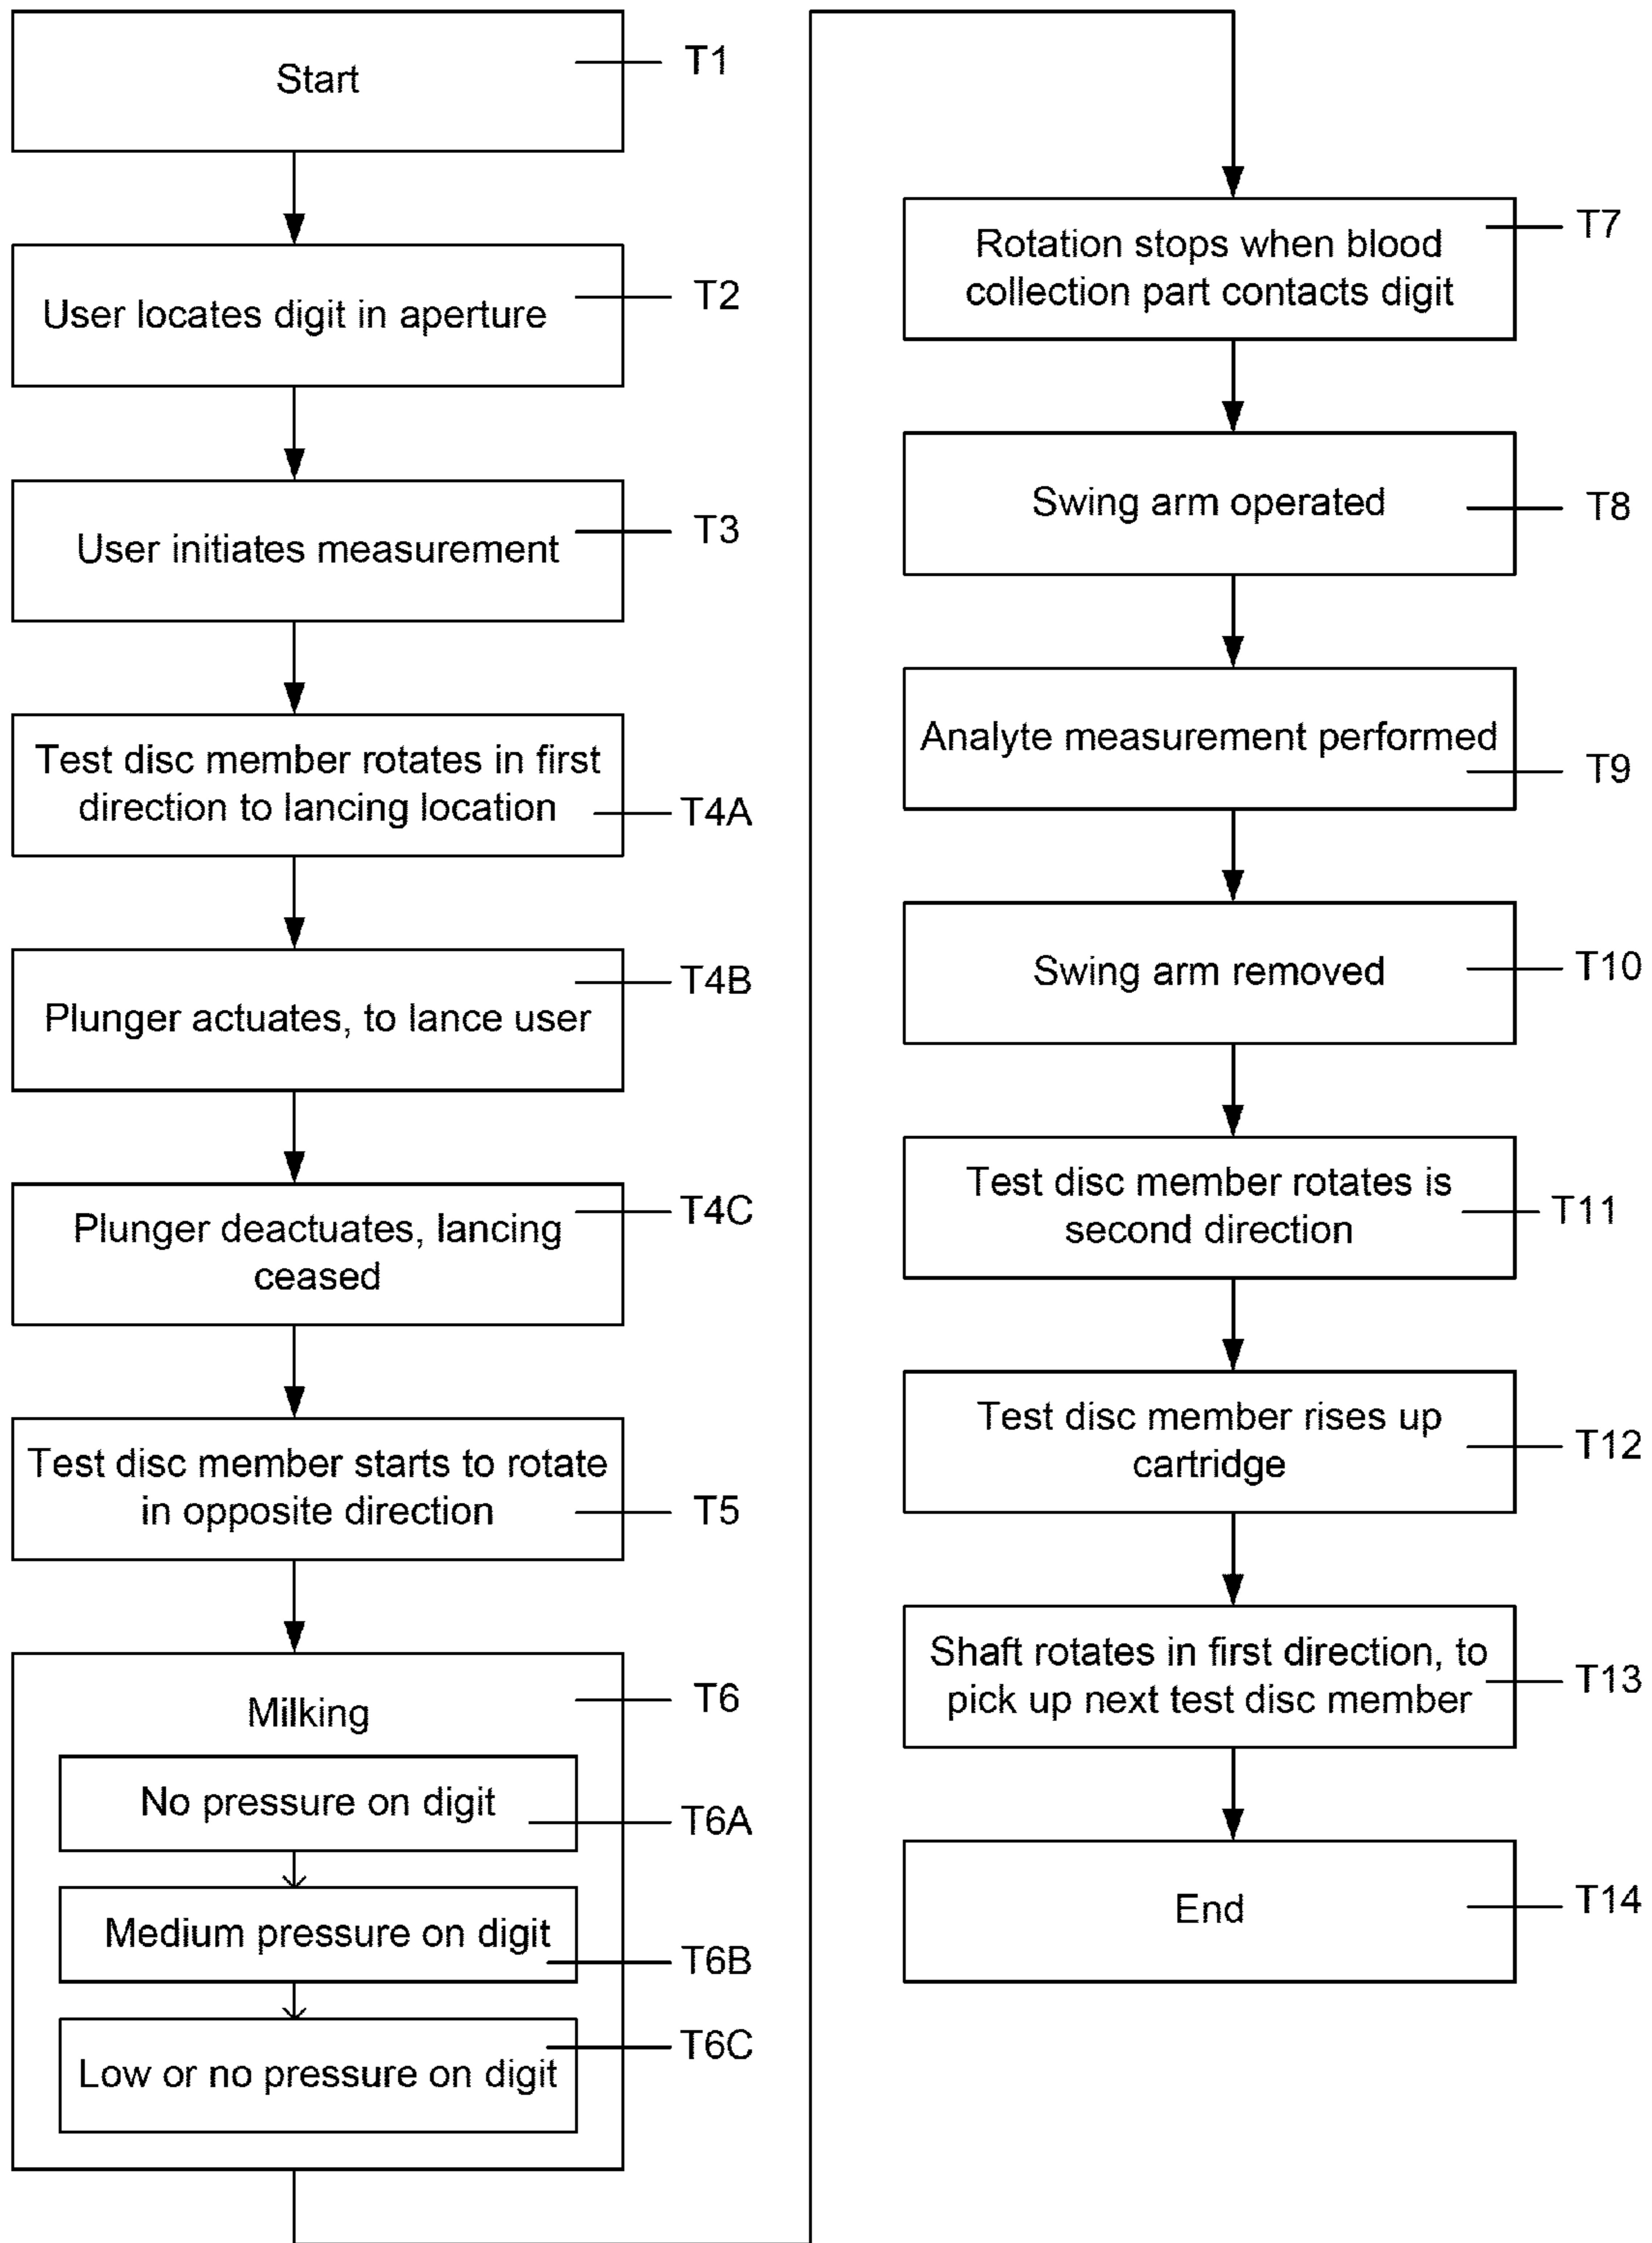 Start
T1
User locates digit in aperture
T2
User initiates measurement
T3
Test disc member rotates in first
direction to lancing location
T4A
Plunger actuates, to lance user
T4B
Plunger deactuates, lancing
ceased
T4C
Test disc member starts to rotate
in opposite direction
T5
Milking
T6
No pressure on digit
T6A
Medium pressure on digit
T6B
Low or no pressure on digit
T6C
Rotation stops when blood
collection part contacts digit
T7
Swing arm operated
T8
Analyte measurement performed
T9
Swing arm removed
T10
Test disc member rotates is
second direction
T11
Test disc member rises up
cartridge
T12
Shaft rotates in first direction, to
pick up next test disc member
T13
End
T14